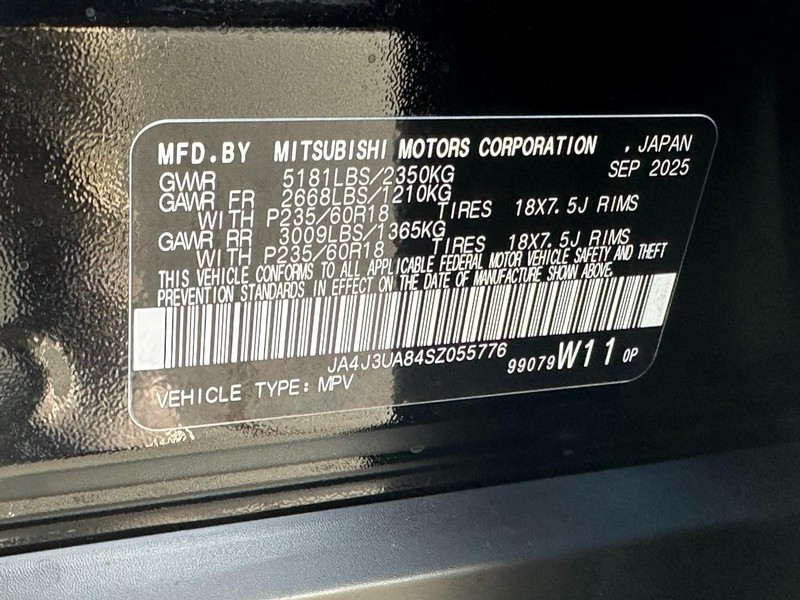 MFD.BY MITSUBISHI MOTORS CORPORATION , JAPAN
SEP 2025
GVWR 5181LBS/2350KG
GAWR FR 2668LBS/1210KG
WITH P235/60R18 TIRES 18X7.5J RIMS
GAWR RR 3009LBS/1365KG
WITH P235/60R18 TIRES 18X7.5J RIMS
THIS VEHICLE CONFORMS TO ALL APPLICABLE FEDERAL MOTOR VEHICLE SAFETY AND THEFT
PREVENTION STANDARDS IN EFFECT ON THE DATE OF MANUFACTURE SHOWN ABOVE.
JA4J3UA84SZ055776
99079 W11 OP
VEHICLE TYPE: MPV